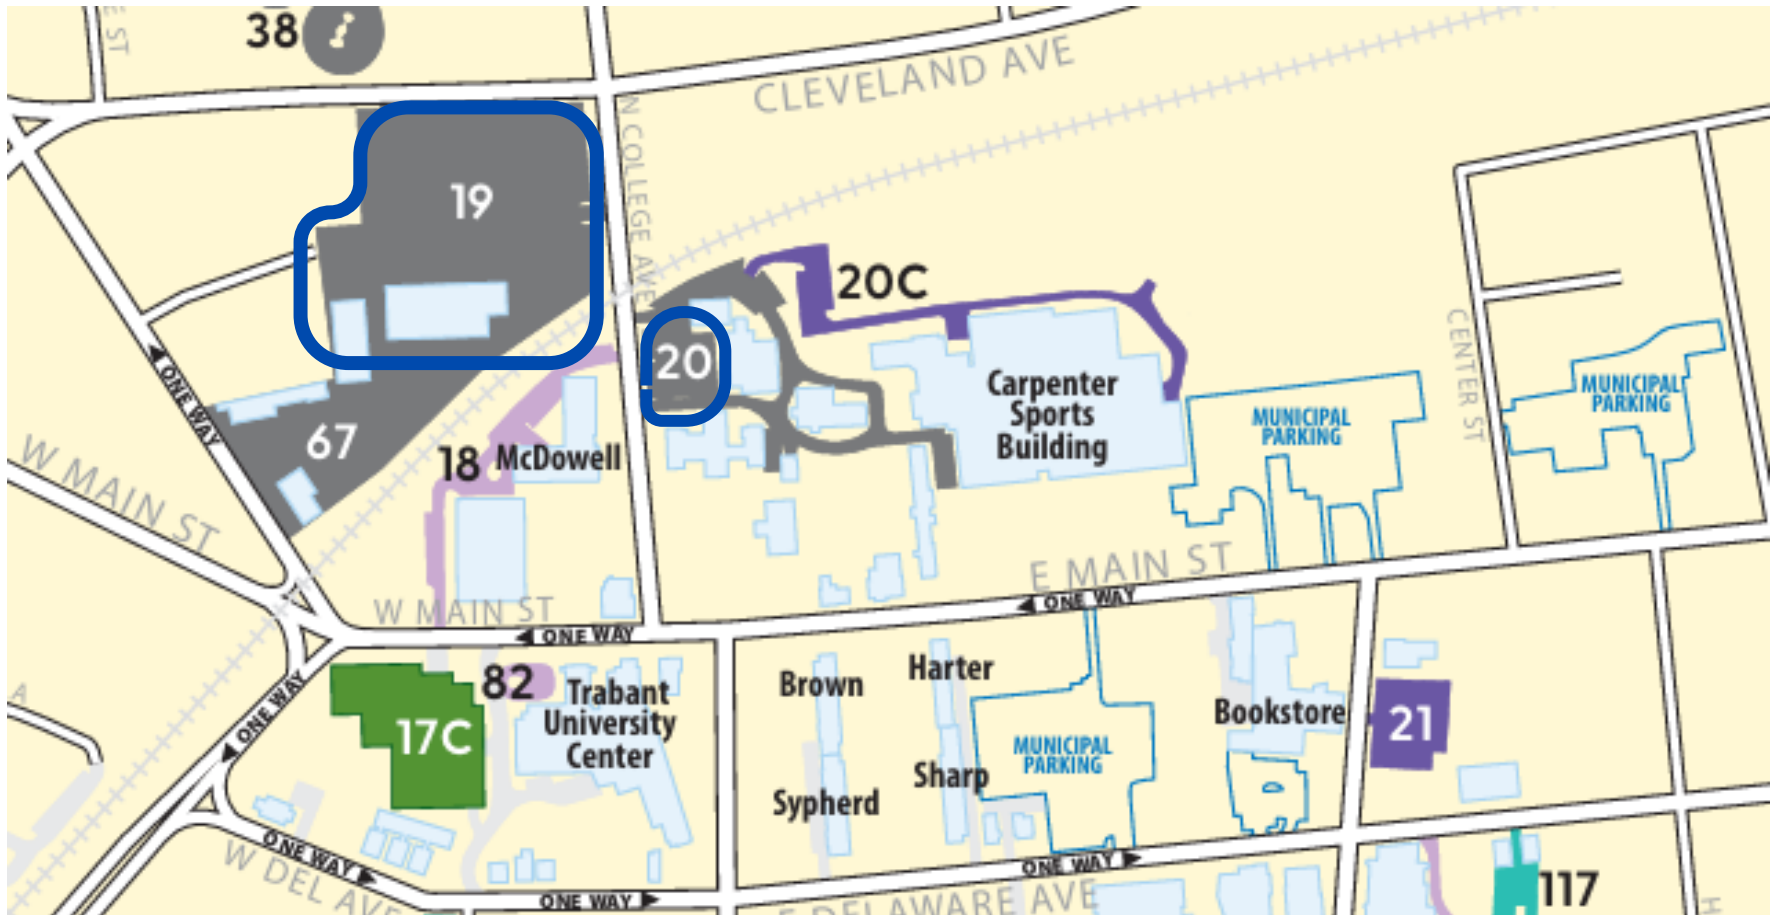 38
E ST
CLEVELAND AVE
N COLLEGE AVE
19
20C
20
CENTER ST
ONE WAY
Carpenter
Sports
Building
MUNICIPAL
PARKING
MUNICIPAL
PARKING
67
18
McDowell
W MAIN ST
E MAIN ST
W MAIN ST
ONE WAY
ONE WAY
82
Trabant
University
Center
17C
ONE WAY
Brown
Harter
Bookstore
21
MUNICIPAL
PARKING
Sypherd
Sharp
A
ONE WAY
W DEL AVE
ONE WAY
ONE WAY
E DELAWARE AVE
117
H